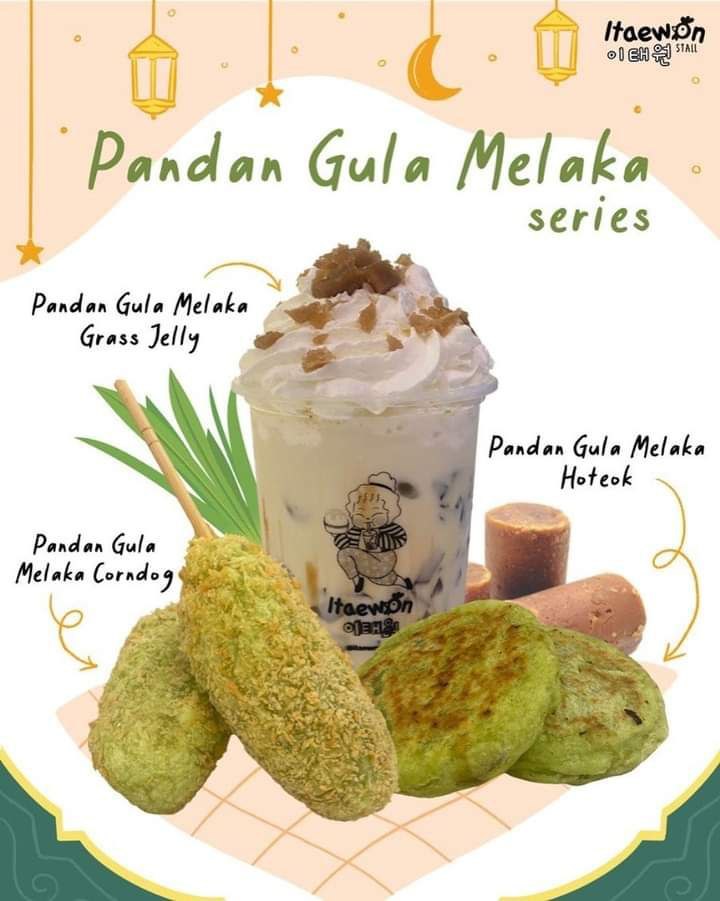 Itaewon
STALL
이태원
Pandan Gula Melaka
series
Pandan Gula Melaka
Grass Jelly
Pandan Gula Melaka
Hoteok
Pandan Gula
Melaka Corndog
Itaewon
이태원